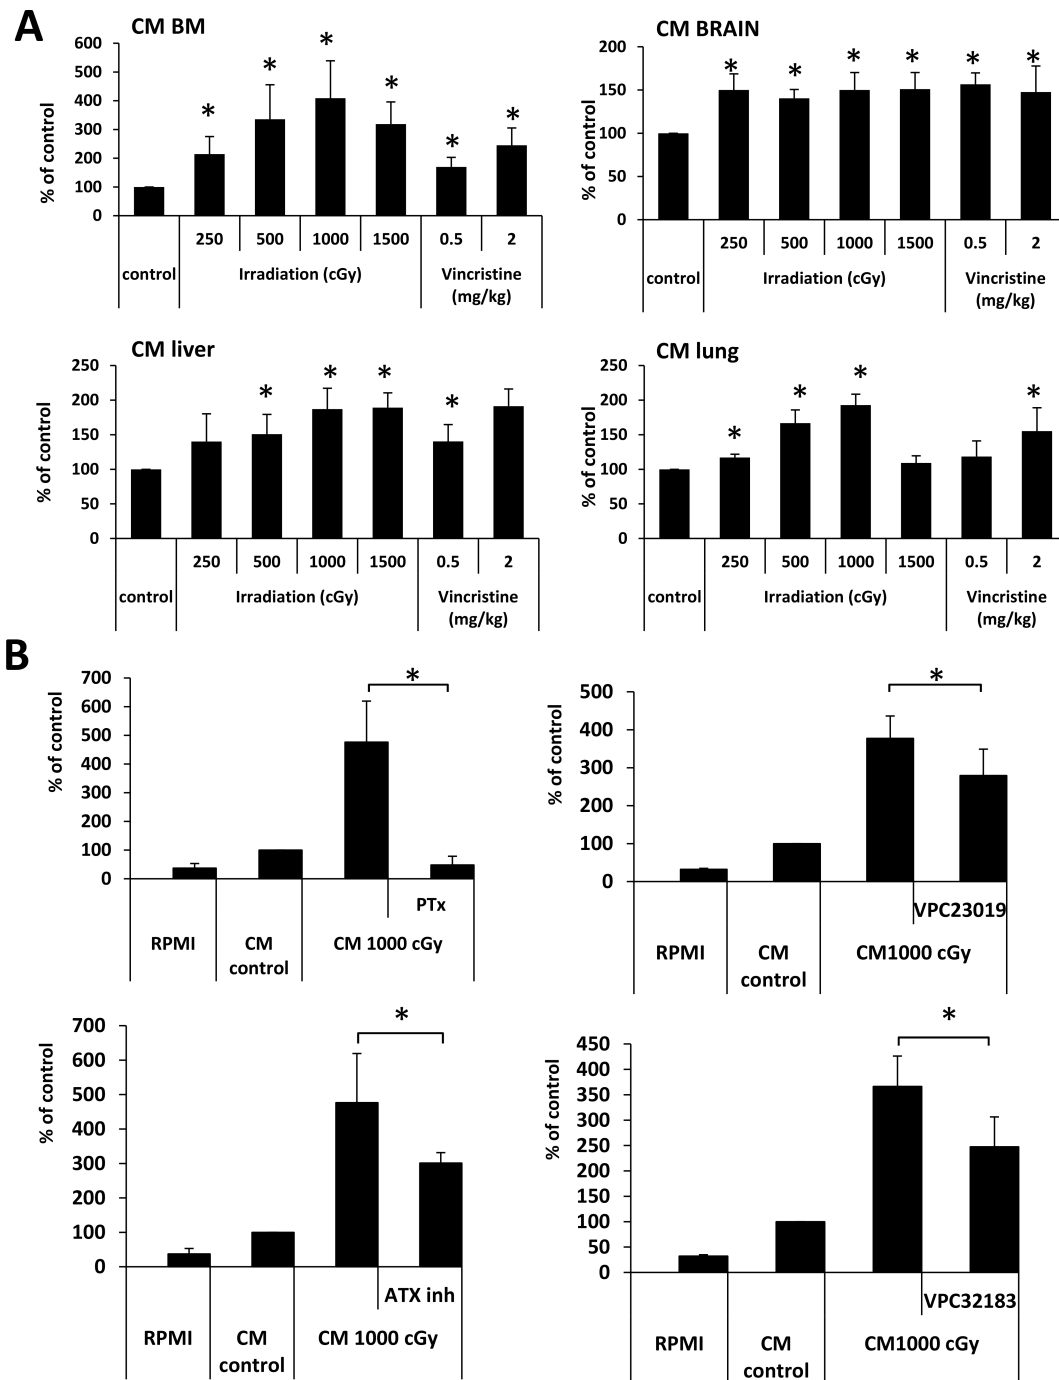 A
CM BM
600
500
400
300
200
100
0
% of control
* * * * * *
250 500 1000 1500 0.5 2
control Irradiation (cGy) Vincristine
(mg/kg)
CM BRAIN
200
150
100
50
0
% of control
* * * * * *
250 500 1000 1500 0.5 2
control Irradiation (cGy) Vincristine
(mg/kg)
CM liver
250
200
150
100
50
0
% of control
* * * *
250 500 1000 1500 0.5 2
control Irradiation (cGy) Vincristine
(mg/kg)
CM lung
250
200
150
100
50
0
% of control
* * * *
250 500 1000 1500 0.5 2
control Irradiation (cGy) Vincristine
(mg/kg)
B
700
600
500
400
300
200
100
0
% of control
*
PTx
RPMI CM CM 1000 cGy
control
500
400
300
200
100
0
% of control
*
VPC23019
RPMI CM CM1000 cGy
control
700
600
500
400
300
200
100
0
% of control
*
ATX inh
RPMI CM CM 1000 cGy
control
450
400
350
300
250
200
150
100
50
0
% of control
*
VPC32183
RPMI CM CM1000 cGy
control